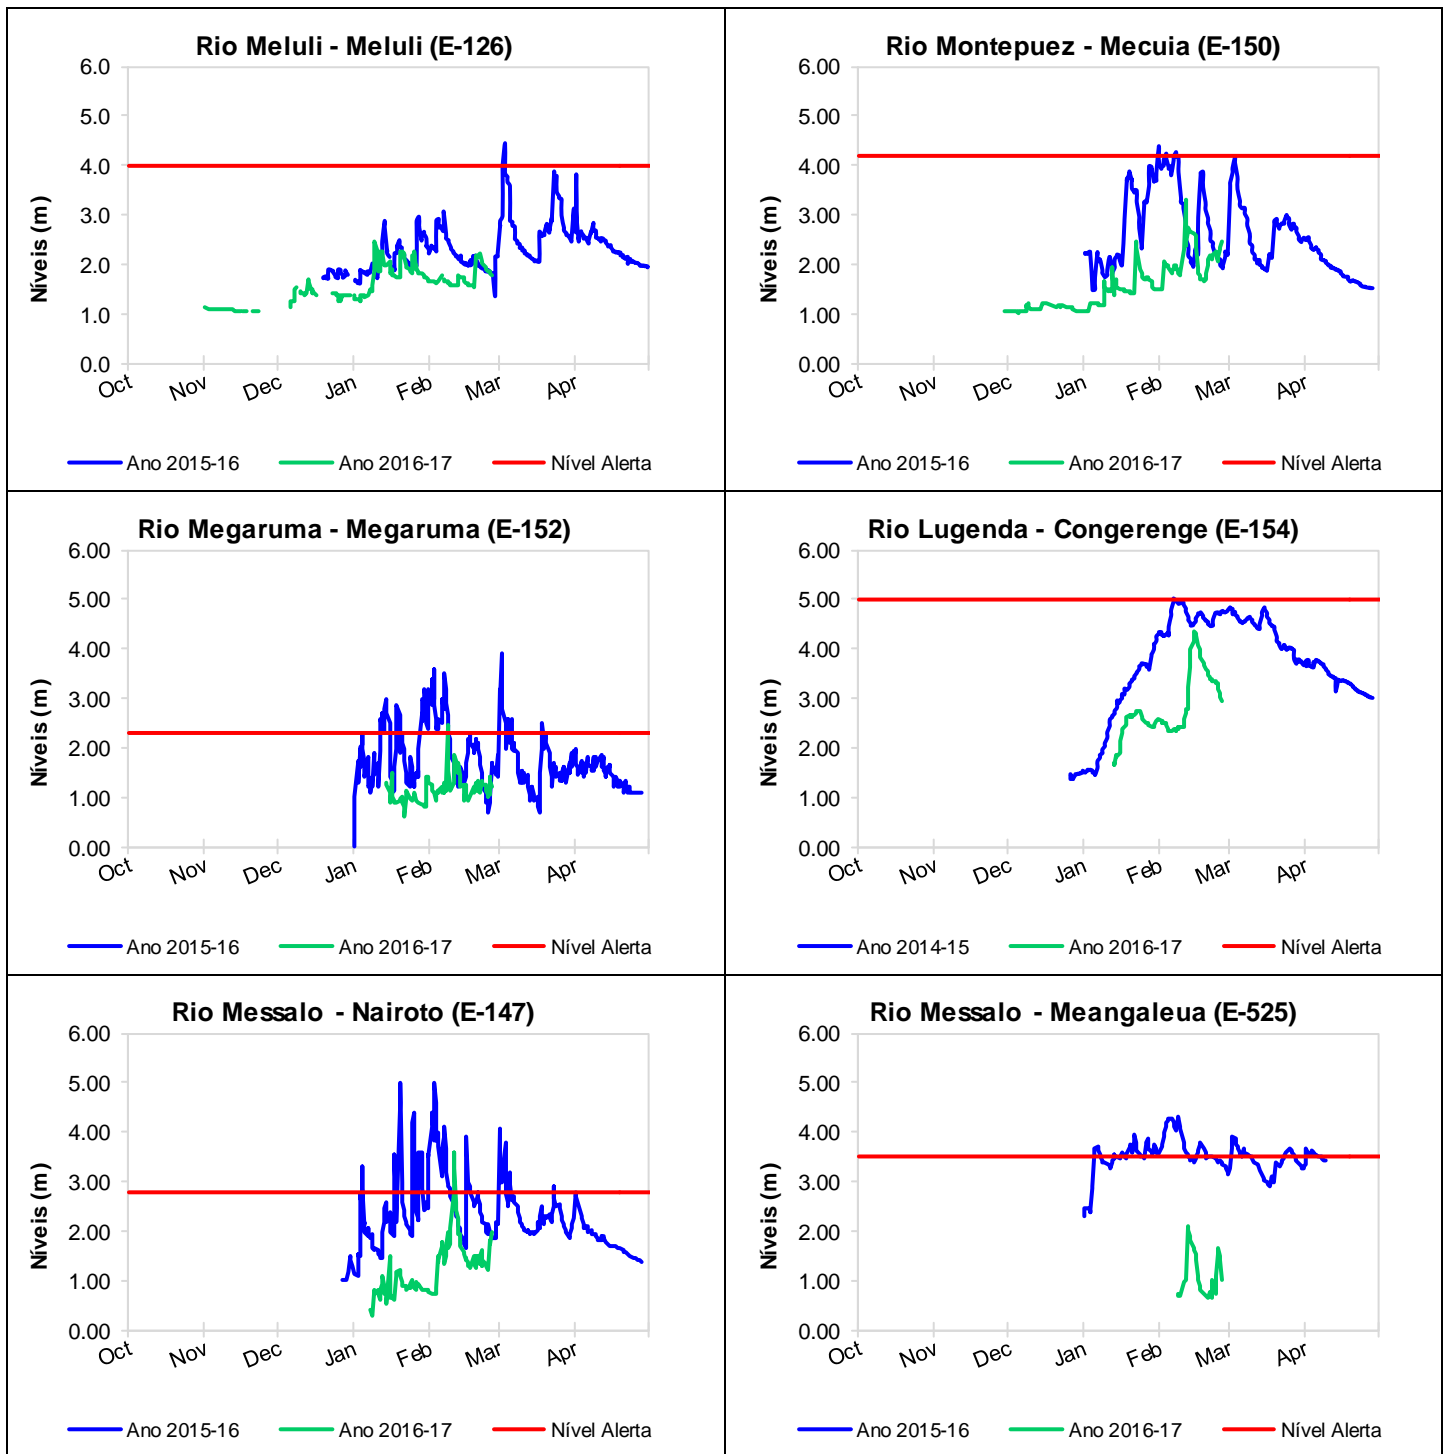 Rio Meluli - Meluli (E-126)
Níveis (m)
6.0
5.0
4.0
3.0
2.0
1.0
0.0
Oct Nov Dec Jan Feb Mar Apr
Ano 2015-16 Ano 2016-17 Nível Alerta
Rio Montepuez - Mecuia (E-150)
6.00
5.00
4.00
3.00
2.00
1.00
0.00
Oct Nov Dec Jan Feb Mar Apr
Ano 2015-16 Ano 2016-17 Nível Alerta
Rio Megaruma - Megaruma (E-152)
Níveis (m)
6.00
5.00
4.00
3.00
2.00
1.00
0.00
Oct Nov Dec Jan Feb Mar Apr
Ano 2015-16 Ano 2016-17 Nível Alerta
Rio Lugenda - Congerenge (E-154)
6.00
5.00
4.00
3.00
2.00
1.00
0.00
Oct Nov Dec Jan Feb Mar Apr
Ano 2014-15 Ano 2016-17 Nível Alerta
Rio Messalo - Nairoto (E-147)
Níveis (m)
6.00
5.00
4.00
3.00
2.00
1.00
0.00
Oct Nov Dec Jan Feb Mar Apr
Ano 2015-16 Ano 2016-17 Nível Alerta
Rio Messalo - Meangaleua (E-525)
Níveis (m)
6.00
5.00
4.00
3.00
2.00
1.00
0.00
Oct Nov Dec Jan Feb Mar Apr
Ano 2015-16 Ano 2016-17 Nível Alerta